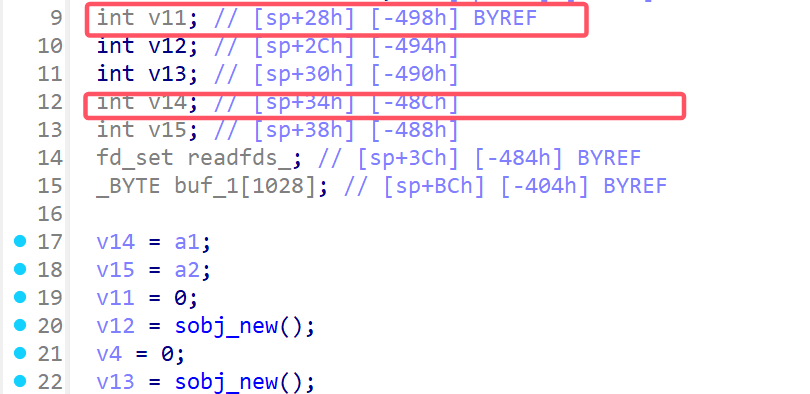 9 int v11; // [sp+28h] [-498h] BYREF
10 int v12; // [sp+2Ch] [-494h]
11 int v13; // [sp+30h] [-490h]
12 int v14; // [sp+34h] [-48Ch]
13 int v15; // [sp+38h] [-488h]
14 fd_set readfds_; // [sp+3Ch] [-484h] BYREF
15 _BYTE buf_1[1028]; // [sp+BCh] [-404h] BYREF
16
17 v14 = a1;
18 v15 = a2;
19 v11 = 0;
20 v12 = sobj_new();
21 v4 = 0;
22 v13 = sobj_new();